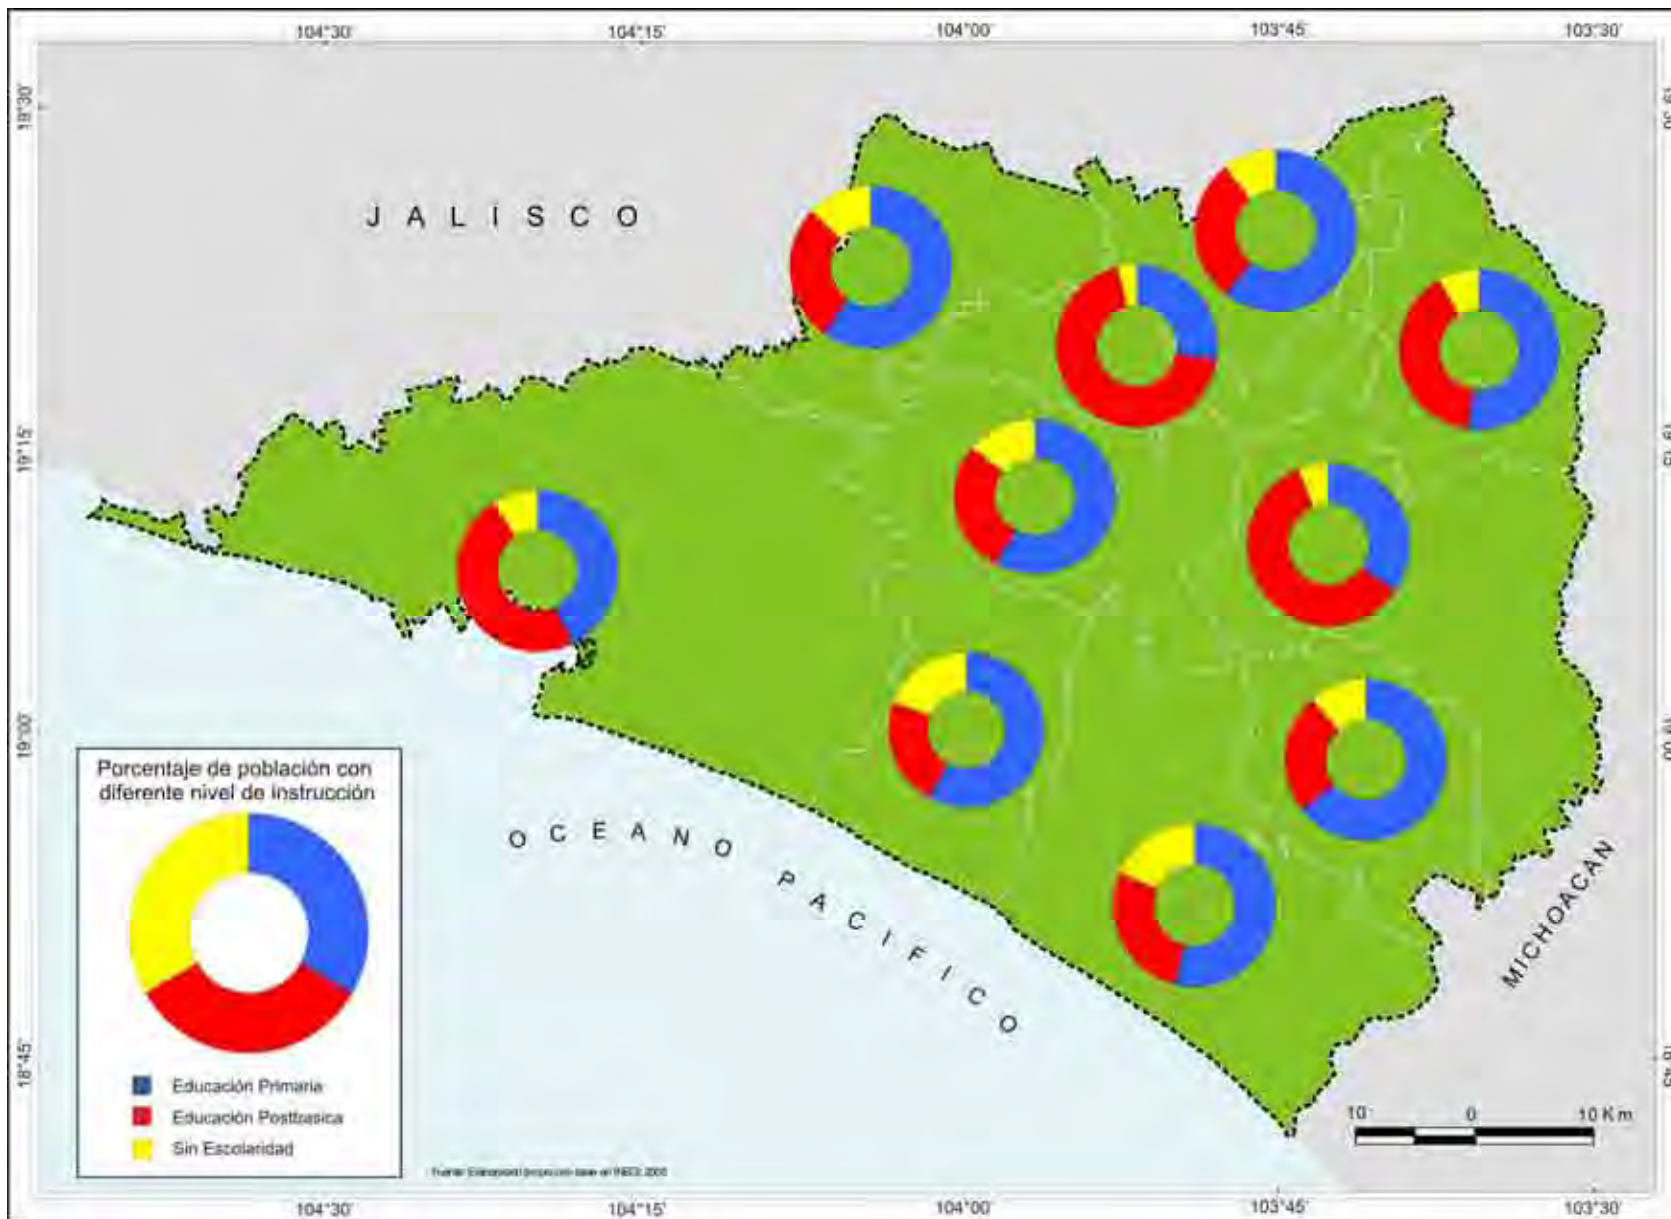 104°30' 104°15' 104°00' 103°45' 103°30'
JALISCO
19°15'
19°00'
18°45'
Porcentaje de población con
diferente nivel de instrucción
Educación Primaria
Educación Postbasica
Sin Escolaridad
OCEANO PACIFICO
MICHOACAN
10 0 10 Km
104°30' 104°15' 104°00' 103°45' 103°30'